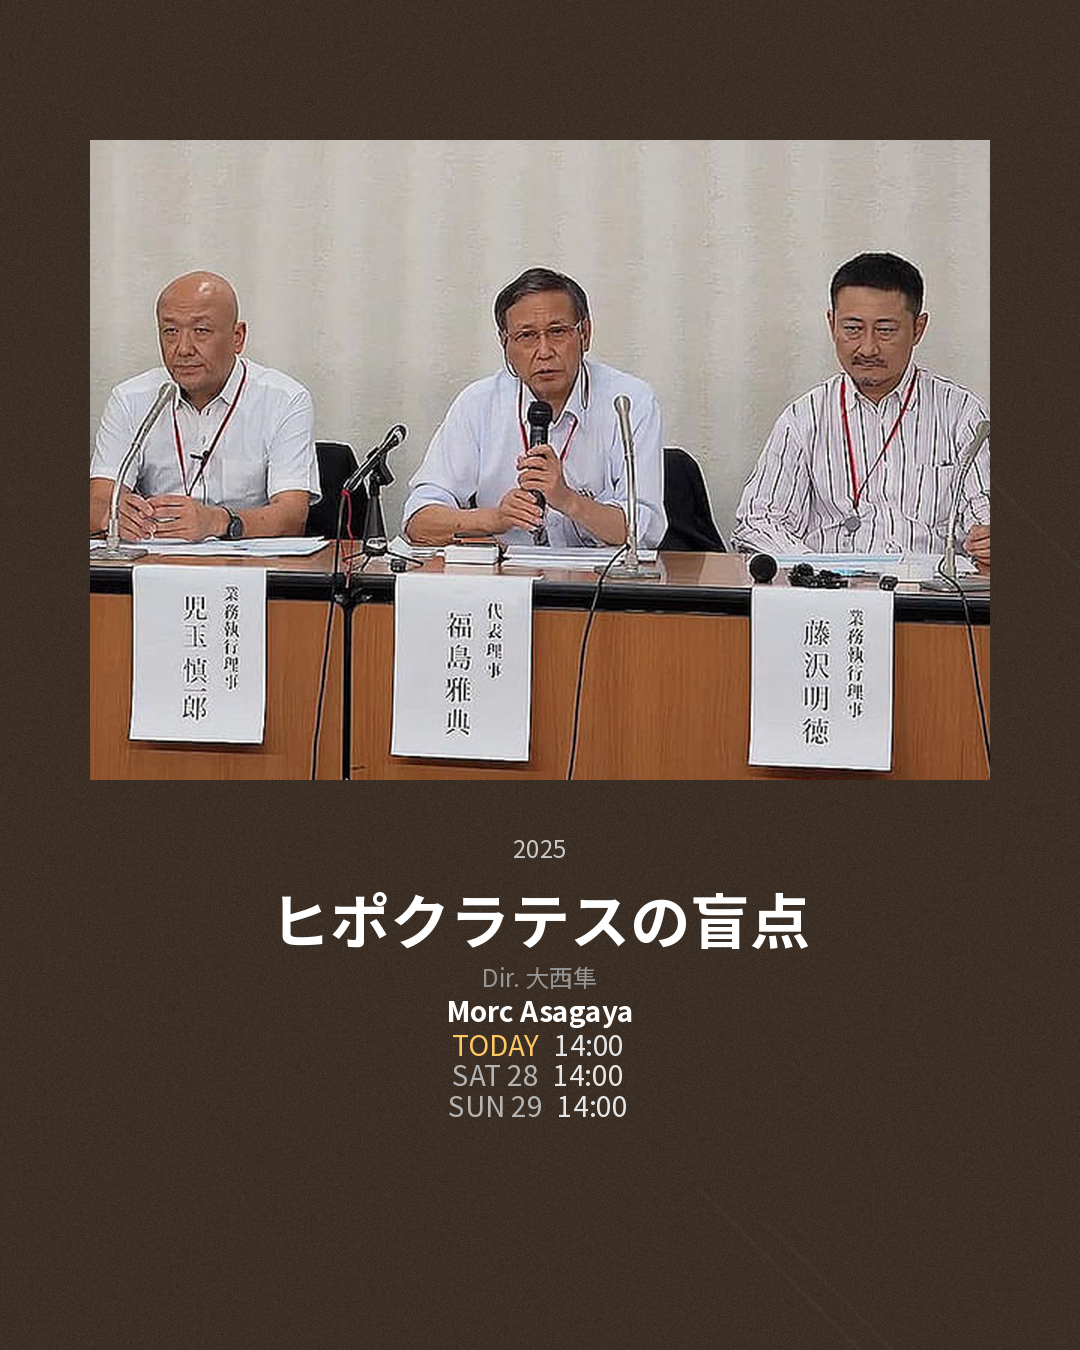 業務執行理事
児玉 慎一郎
代表理事
福島雅典
業務執行理事
藤沢明徳
2025
ヒポクラテスの盲点
Dir. 大西隼
Morc Asagaya
TODAY 14:00
SAT 28 14:00
SUN 29 14:00